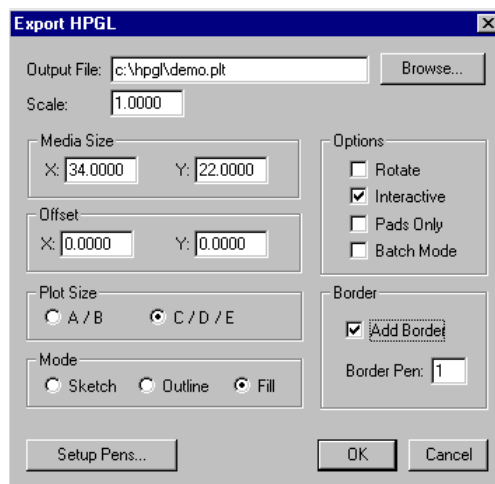 Export HPGL
Output File: c:\hpgl\demo.plt Browse...
Scale: 1.0000
Media Size
X: 34.0000 Y: 22.0000
Offset
X: 0.0000 Y: 0.0000
Plot Size
A / B C / D / E
Mode
Sketch Outline Fill
Options
Rotate
Interactive
Pads Only
Batch Mode
Border
Add Border
Border Pen: 1
Setup Pens... OK Cancel